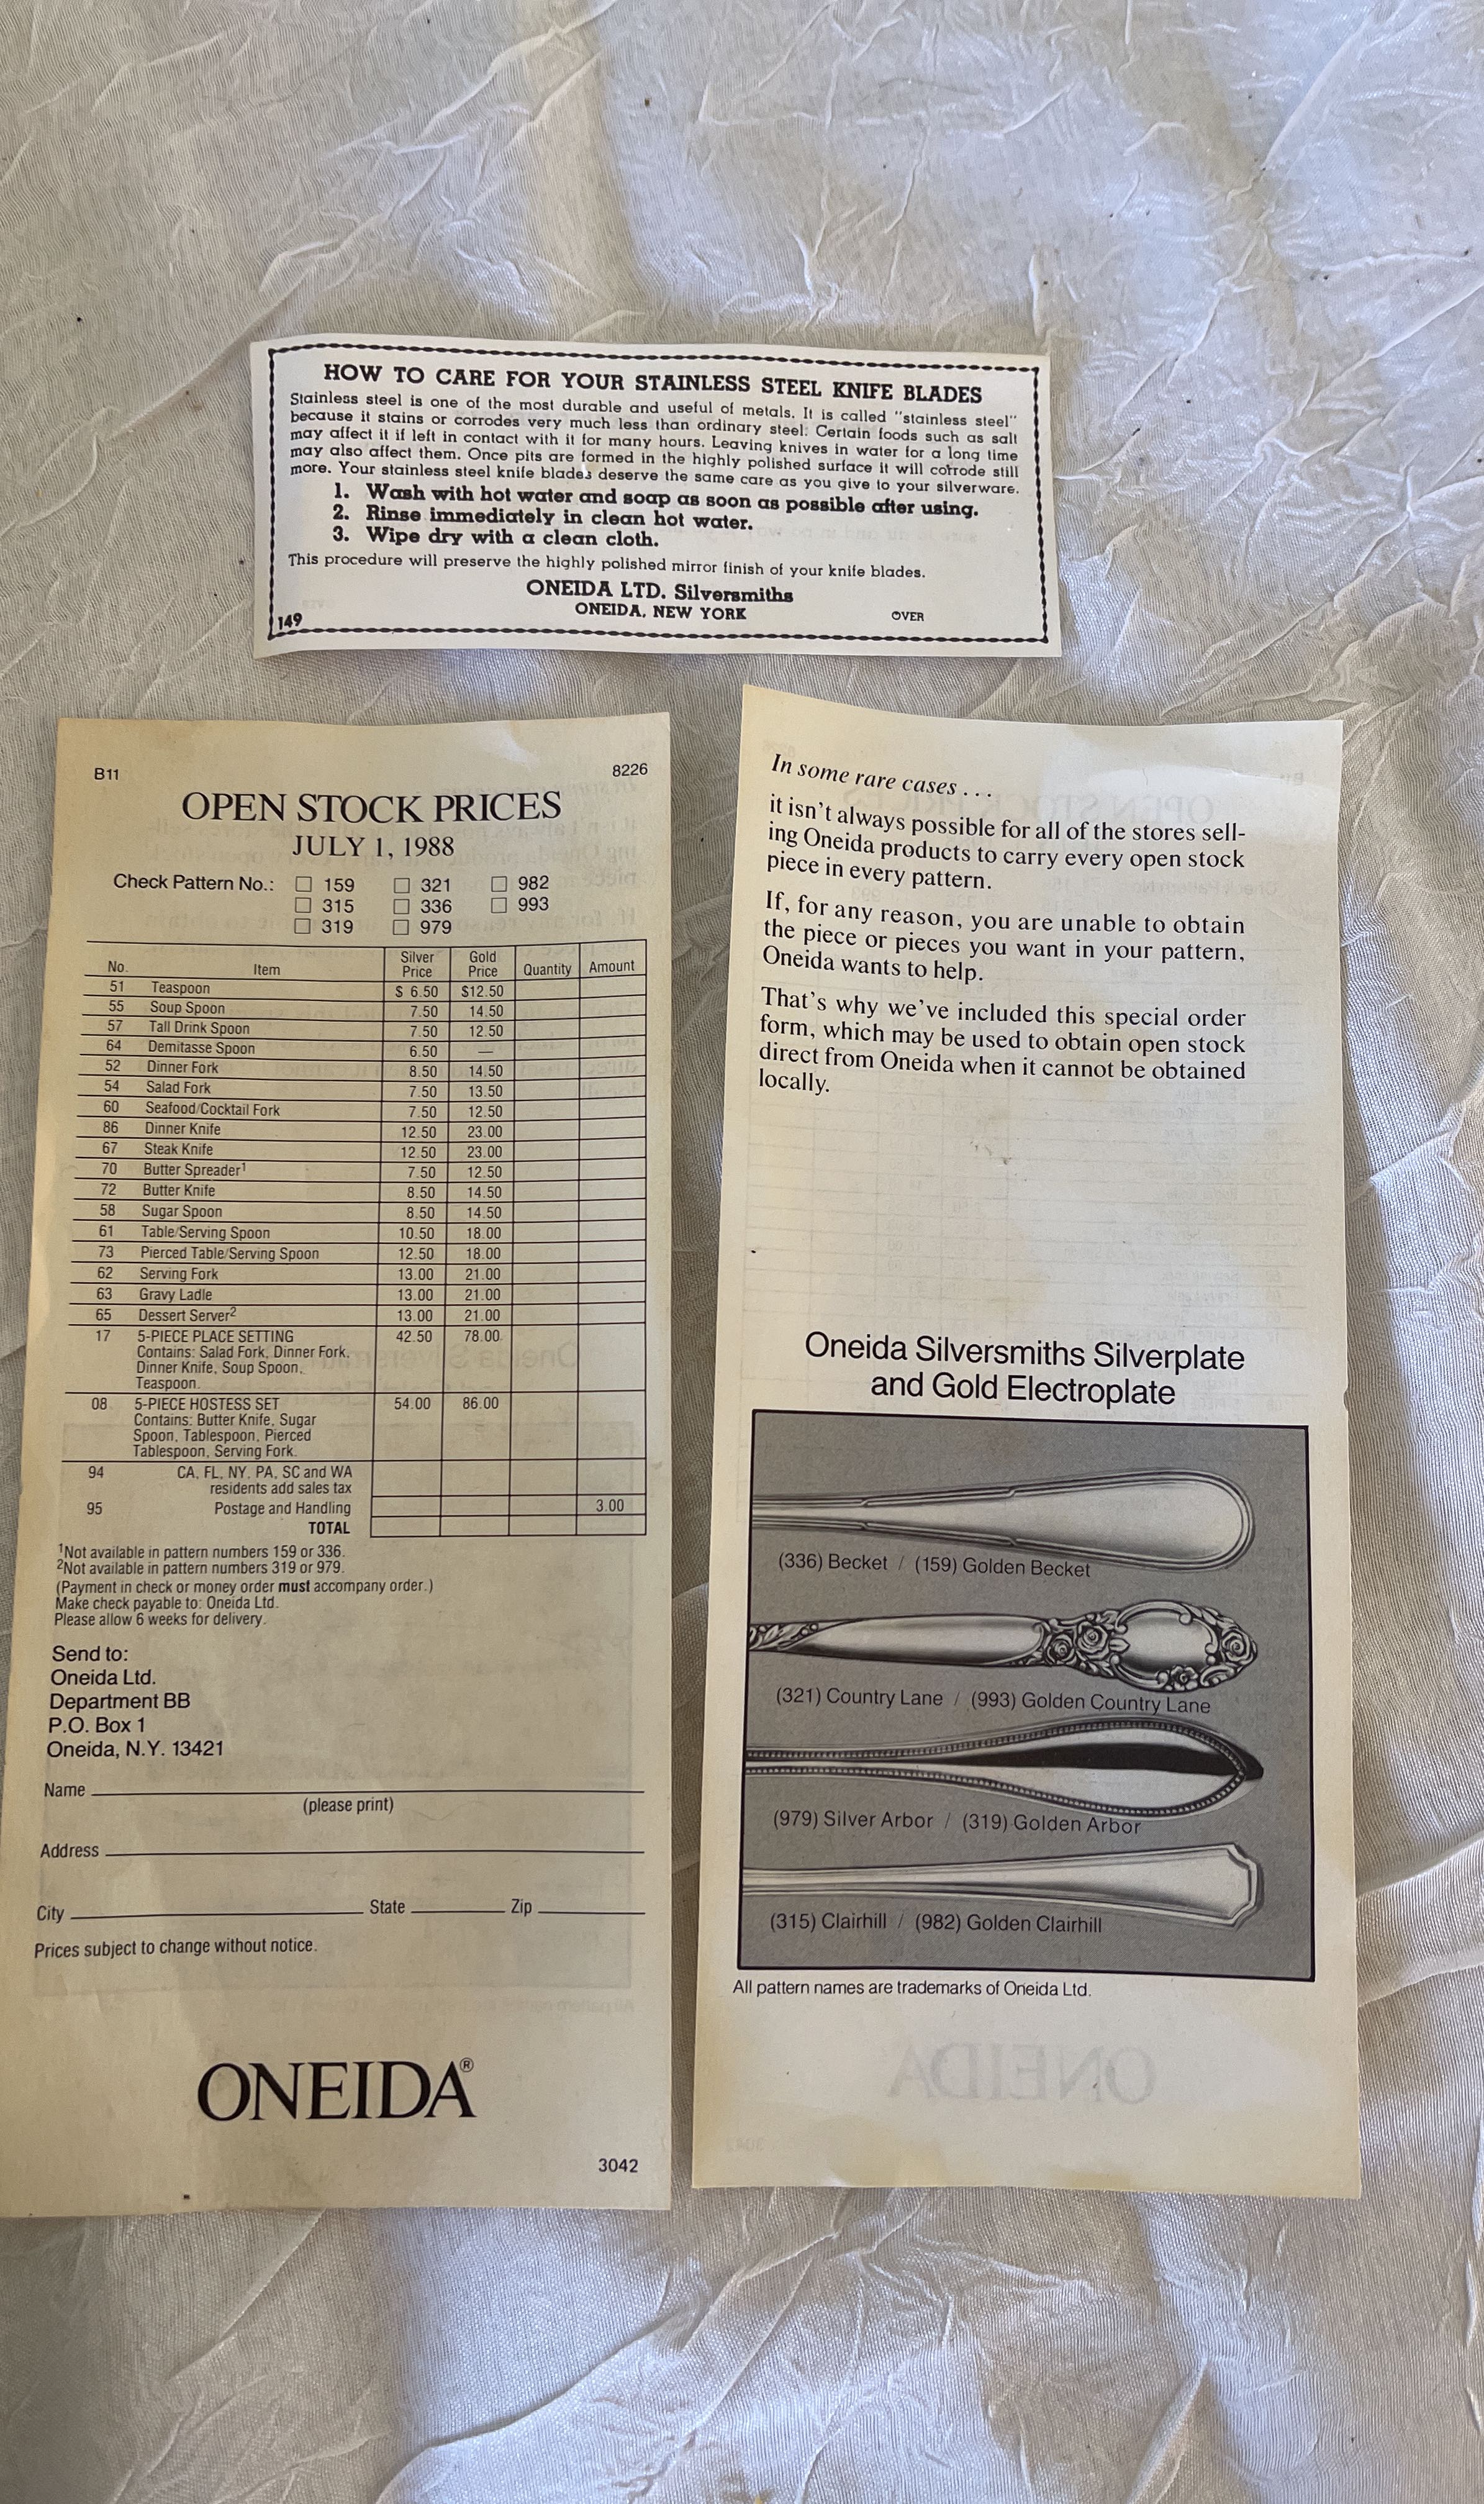 HOW TO CARE FOR YOUR STAINLESS STEEL KNIFE BLADES
Stainless steel is one of the most durable and useful of metals. It is called "stainless steel"
because it stains or corrodes very much less than ordinary steel. Certain foods such as salt
may affect it if left in contact with it for many hours. Leaving knives in water for a long time
may also affect them. Once pits are formed in the highly polished surface it will corrode still
more. Your stainless steel knife blades deserve the same care as you give to your silverware.
1. Wash with hot water and soap as soon as possible after using.
2. Rinse immediately in clean hot water.
3. Wipe dry with a clean cloth.
This procedure will preserve the highly polished mirror finish of your knife blades.
ONEIDA LTD. Silversmiths
ONEIDA, NEW YORK
149 OVER
B11 8226
OPEN STOCK PRICES
JULY 1, 1988
Check Pattern No.: □ 159 □ 321 □ 982
□ 315 □ 336 □ 993
□ 319 □ 979
No. Item Silver Price Gold Price Quantity Amount
51 Teaspoon $ 6.50 $12.50
55 Soup Spoon 7.50 14.50
57 Tall Drink Spoon 7.50 12.50
64 Demitasse Spoon 6.50 —
52 Dinner Fork 8.50 14.50
54 Salad Fork 7.50 13.50
60 Seafood/Cocktail Fork 7.50 12.50
86 Dinner Knife 12.50 23.00
67 Steak Knife 12.50 23.00
70 Butter Spreader¹ 7.50 12.50
72 Butter Knife 8.50 14.50
58 Sugar Spoon 8.50 14.50
61 Table/Serving Spoon 10.50 18.00
73 Pierced Table/Serving Spoon 12.50 18.00
62 Serving Fork 13.00 21.00
63 Gravy Ladle 13.00 21.00
65 Dessert Server² 13.00 21.00
17 5-PIECE PLACE SETTING 42.50 78.00
Contains: Salad Fork, Dinner Fork,
Dinner Knife, Soup Spoon,
Teaspoon.
08 5-PIECE HOSTESS SET 54.00 86.00
Contains: Butter Knife, Sugar
Spoon, Tablespoon, Pierced
Tablespoon, Serving Fork.
94 CA, FL, NY, PA, SC and WA
residents add sales tax
95 Postage and Handling 3.00
TOTAL
¹Not available in pattern numbers 159 or 336.
²Not available in pattern numbers 319 or 979.
(Payment in check or money order must accompany order.)
Make check payable to: Oneida Ltd.
Please allow 6 weeks for delivery.
Send to:
Oneida Ltd.
Department BB
P.O. Box 1
Oneida, N.Y. 13421
Name
(please print)
Address
City State Zip
Prices subject to change without notice.
ONEIDA®
3042
In some rare cases . . .
it isn't always possible for all of the stores sell-
ing Oneida products to carry every open stock
piece in every pattern.
If, for any reason, you are unable to obtain
the piece or pieces you want in your pattern,
Oneida wants to help.
That's why we've included this special order
form, which may be used to obtain open stock
direct from Oneida when it cannot be obtained
locally.
Oneida Silversmiths Silverplate
and Gold Electroplate
(336) Becket / (159) Golden Becket
(321) Country Lane / (993) Golden Country Lane
(979) Silver Arbor / (319) Golden Arbor
(315) Clairhill / (982) Golden Clairhill
All pattern names are trademarks of Oneida Ltd.